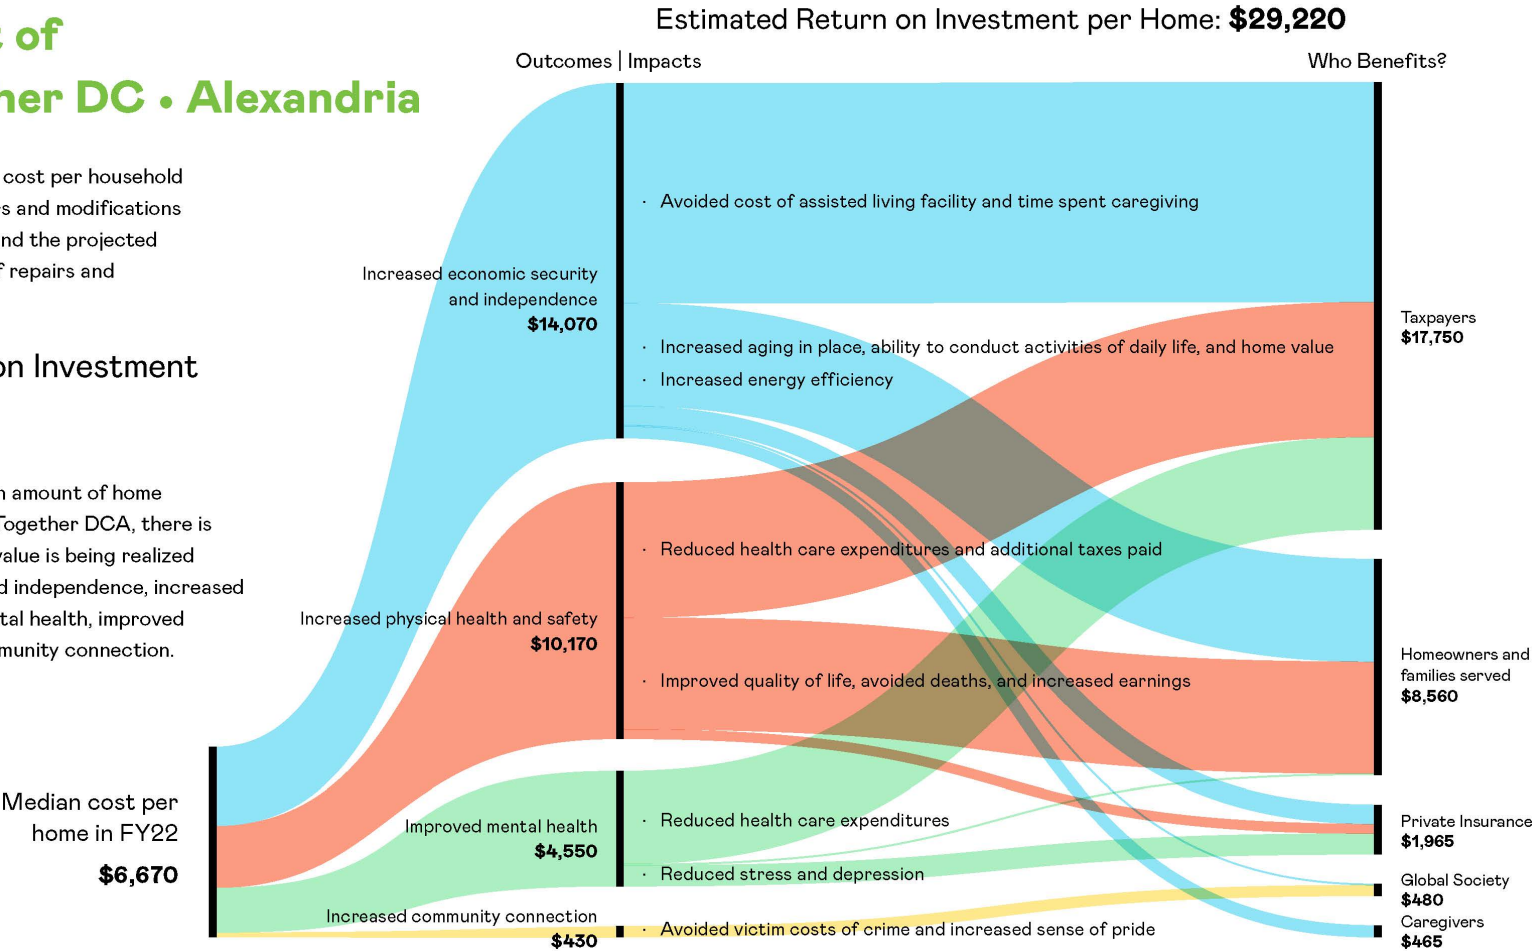 of
her DC • Alexandria
cost per household
s and modifications
nd the projected
f repairs and
on Investment
n amount of home
Together DCA, there is
value is being realized
d independence, increased
tal health, improved
munity connection.
Median cost per
home in FY22
$6,670
Estimated Return on Investment per Home: $29,220
Outcomes | Impacts
Who Benefits?
Increased economic security
and independence
$14,070
Increased physical health and safety
$10,170
Improved mental health
$4,550
Increased community connection
$430
· Avoided cost of assisted living facility and time spent caregiving
· Increased aging in place, ability to conduct activities of daily life, and home value
· Increased energy efficiency
· Reduced health care expenditures and additional taxes paid
· Improved quality of life, avoided deaths, and increased earnings
· Reduced health care expenditures
· Reduced stress and depression
· Avoided victim costs of crime and increased sense of pride
Taxpayers
$17,750
Homeowners and
families served
$8,560
Private Insurance
$1,965
Global Society
$480
Caregivers
$465